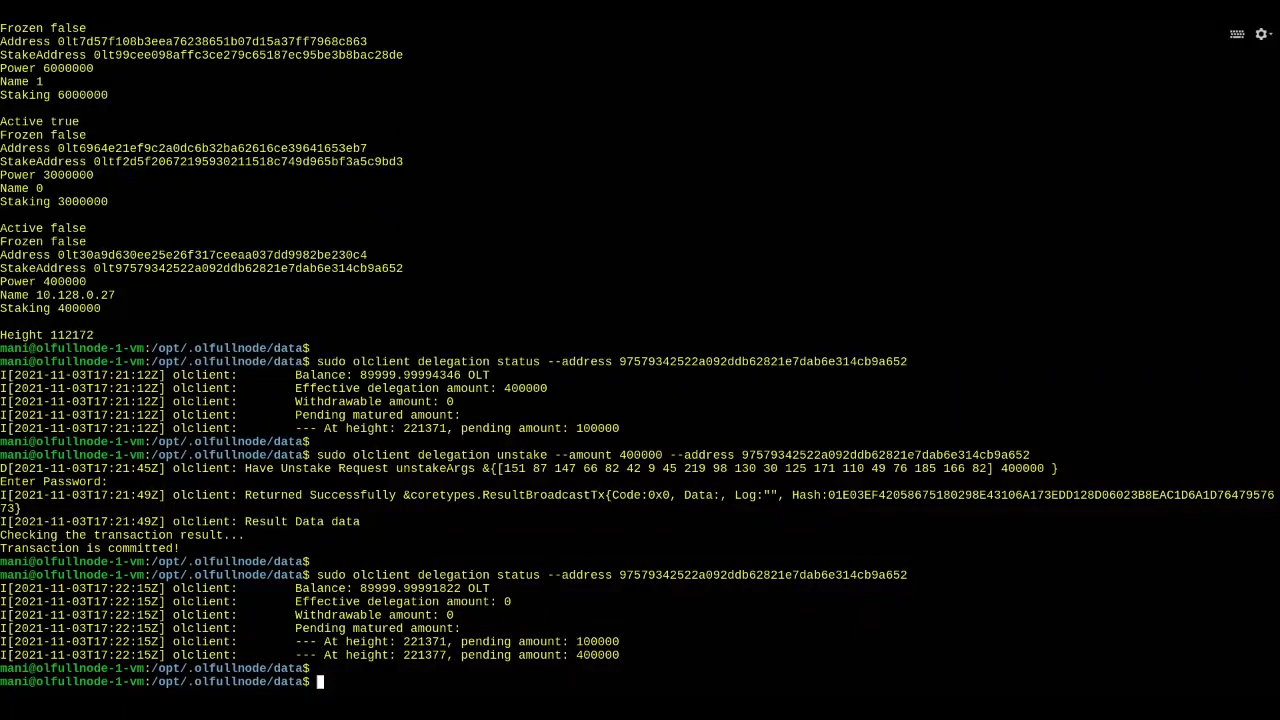 Frozen false
Address 0lt7d57f108b3eea76238651b07d15a37ff7968c863
StakeAddress 0lt99cee098affc3ce279c65187ec95be3b8bac28de
Power 6000000
Name 1
Staking 6000000
Active true
Frozen false
Address 0lt6964e21ef9c2a0dc6b32ba62616ce39641653eb7
StakeAddress 0ltf2d5f20672195930211518c749d965bf3a5c9bd3
Power 3000000
Name 0
Staking 3000000
Active false
Frozen false
Address 0lt30a9d630ee25e26f317ceeaa037dd9982be230c4
StakeAddress 0lt97579342522a092ddb62821e7dab6e314cb9a652
Power 400000
Name 10.128.0.27
Staking 400000
Height 112172
mani@olfullnode-1-vm:/opt/.olfullnode/data$
mani@olfullnode-1-vm:/opt/.olfullnode/data$ sudo olclient delegation status --address 97579342522a092ddb62821e7dab6e314cb9a652
I[2021-11-03T17:21:12Z] olclient:        Balance: 89999.99994346 OLT
I[2021-11-03T17:21:12Z] olclient:        Effective delegation amount: 400000
I[2021-11-03T17:21:12Z] olclient:        Withdrawable amount: 0
I[2021-11-03T17:21:12Z] olclient:        Pending matured amount:
I[2021-11-03T17:21:12Z] olclient:        --- At height: 221371, pending amount: 100000
mani@olfullnode-1-vm:/opt/.olfullnode/data$
mani@olfullnode-1-vm:/opt/.olfullnode/data$ sudo olclient delegation unstake --amount 400000 --address 97579342522a092ddb62821e7dab6e314cb9a652
D[2021-11-03T17:21:45Z] olclient: Have Unstake Request unstakeArgs &{[151 87 147 66 82 42 9 45 219 98 130 30 125 171 110 49 76 185 166 82] 400000 }
Enter Password:
I[2021-11-03T17:21:49Z] olclient: Returned Successfully &coretypes.ResultBroadcastTx{Code:0x0, Data:, Log:"", Hash:01E03EF42058675180298E43106A173EDD128D06023B8EAC1D6A1D76479576
73}
I[2021-11-03T17:21:49Z] olclient: Result Data data
Checking the transaction result...
Transaction is committed!
mani@olfullnode-1-vm:/opt/.olfullnode/data$
mani@olfullnode-1-vm:/opt/.olfullnode/data$ sudo olclient delegation status --address 97579342522a092ddb62821e7dab6e314cb9a652
I[2021-11-03T17:22:15Z] olclient:        Balance: 89999.99991822 OLT
I[2021-11-03T17:22:15Z] olclient:        Effective delegation amount: 0
I[2021-11-03T17:22:15Z] olclient:        Withdrawable amount: 0
I[2021-11-03T17:22:15Z] olclient:        Pending matured amount:
I[2021-11-03T17:22:15Z] olclient:        --- At height: 221371, pending amount: 100000
I[2021-11-03T17:22:15Z] olclient:        --- At height: 221377, pending amount: 400000
mani@olfullnode-1-vm:/opt/.olfullnode/data$
mani@olfullnode-1-vm:/opt/.olfullnode/data$